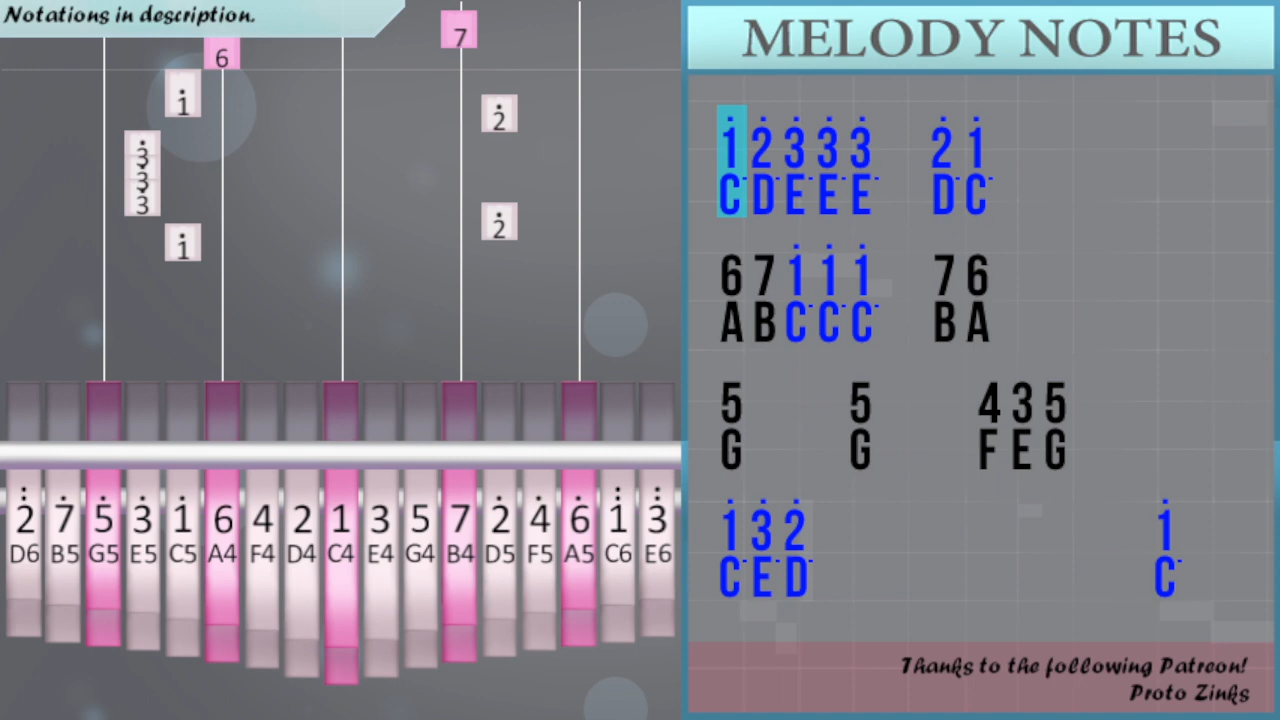 Notations in description.
7
6
1̇
2̇
3̇
3̇
3
2̇
1̇
2̈ 7̇ 5̇ 3̇ 1̇ 6 4 2 1 3 5 7 2̇ 4̇ 6̇ 1̈ 3̈
D6 B5 G5 E5 C5 A4 F4 D4 C4 E4 G4 B4 D5 F5 A5 C6 E6
MELODY NOTES
1̇ 2̇ 3̇ 3̇ 3̇ 2̇ 1̇
C· D· E· E· E· D· C·
6 7 1̇ 1̇ 1̇ 7 6
A B C· C· C· B A
5 5 4 3 5
G G F E G
1̇ 3̇ 2̇ 1̇
C· E· D· C·
Thanks to the following Patreon!
Proto Zinks